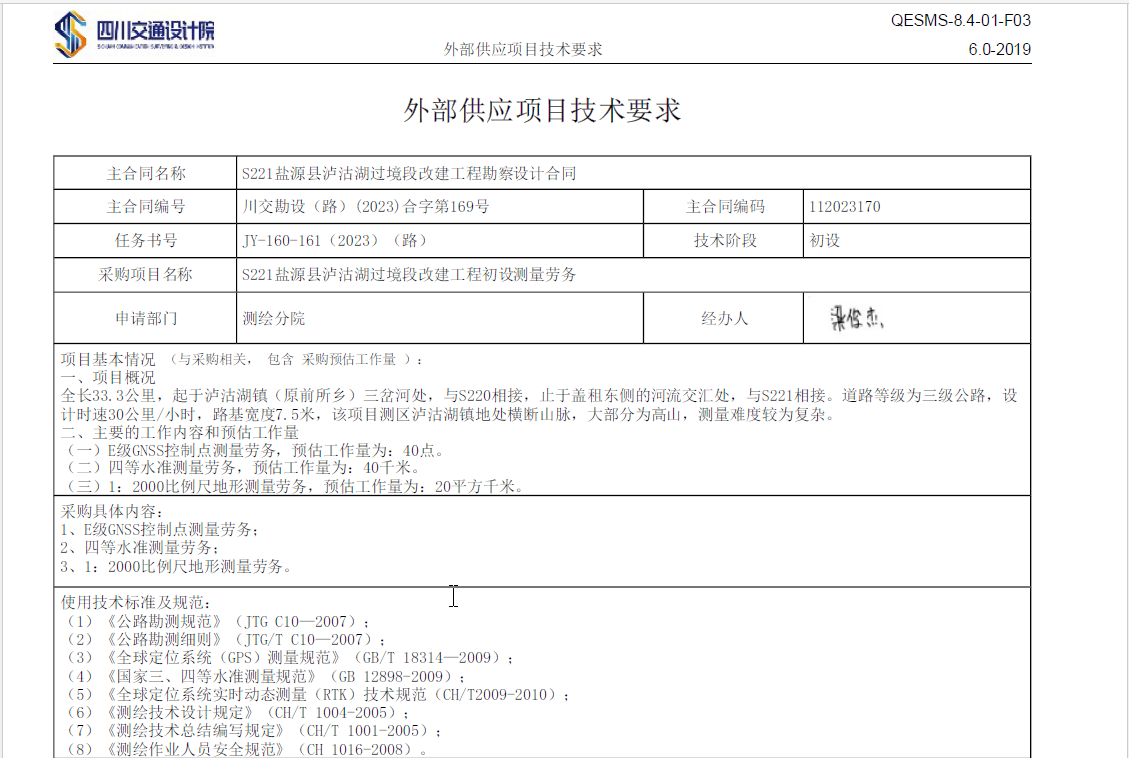 四川交通设计院
SICHUAN COMMUNICATION SURVEYING & DESIGN INSTITUTE
QESMS-8.4-01-F03
外部供应项目技术要求
6.0-2019
外部供应项目技术要求
主合同名称 S221盐源县泸沽湖过境段改建工程勘察设计合同
主合同编号 川交勘设（路）(2023)合字第169号 主合同编码 112023170
任务书号 JY-160-161（2023）（路） 技术阶段 初设
采购项目名称 S221盐源县泸沽湖过境段改建工程初设测量劳务
申请部门 测绘分院 经办人 梁俊杰
项目基本情况 （与采购相关， 包含 采购预估工作量 ）：
一、项目概况
全长33.3公里，起于泸沽湖镇（原前所乡）三岔河处，与S220相接，止于盖租东侧的河流交汇处，与S221相接。道路等级为三级公路，设
计时速30公里/小时，路基宽度7.5米，该项目测区泸沽湖镇地处横断山脉，大部分为高山，测量难度较为复杂。
二、主要的工作内容和预估工作量
（一）E级GNSS控制点测量劳务，预估工作量为：40点。
（二）四等水准测量劳务，预估工作量为：40千米。
（三）1：2000比例尺地形测量劳务，预估工作量为：20平方千米。
采购具体内容：
1、E级GNSS控制点测量劳务；
2、四等水准测量劳务；
3、1：2000比例尺地形测量劳务。
使用技术标准及规范：
（1）《公路勘测规范》（JTG C10—2007）；
（2）《公路勘测细则》（JTG/T C10—2007）；
（3）《全球定位系统（GPS）测量规范》（GB/T 18314—2009）；
（4）《国家三、四等水准测量规范》（GB 12898-2009）；
（5）《全球定位系统实时动态测量（RTK）技术规范（CH/T2009-2010）；
（6）《测绘技术设计规定》（CH/T 1004-2005）；
（7）《测绘技术总结编写规定》（CH/T 1001-2005）；
（8）《测绘作业人员安全规范》（CH 1016-2008）。